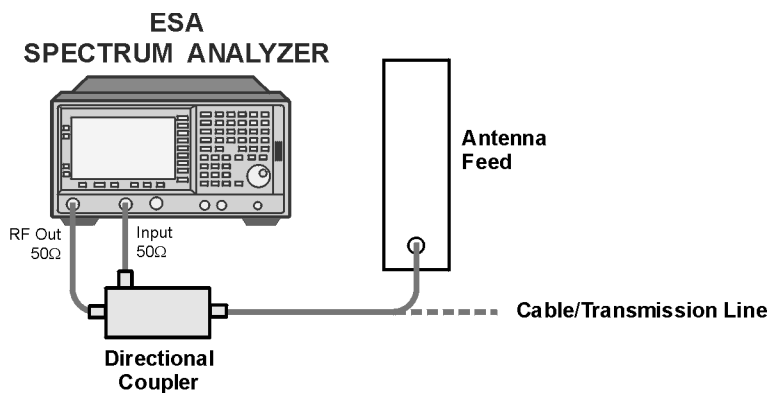 ESA
SPECTRUM ANALYZER
Antenna
Feed
RF Out
50Ω
Input
50Ω
Cable/Transmission Line
Directional
Coupler